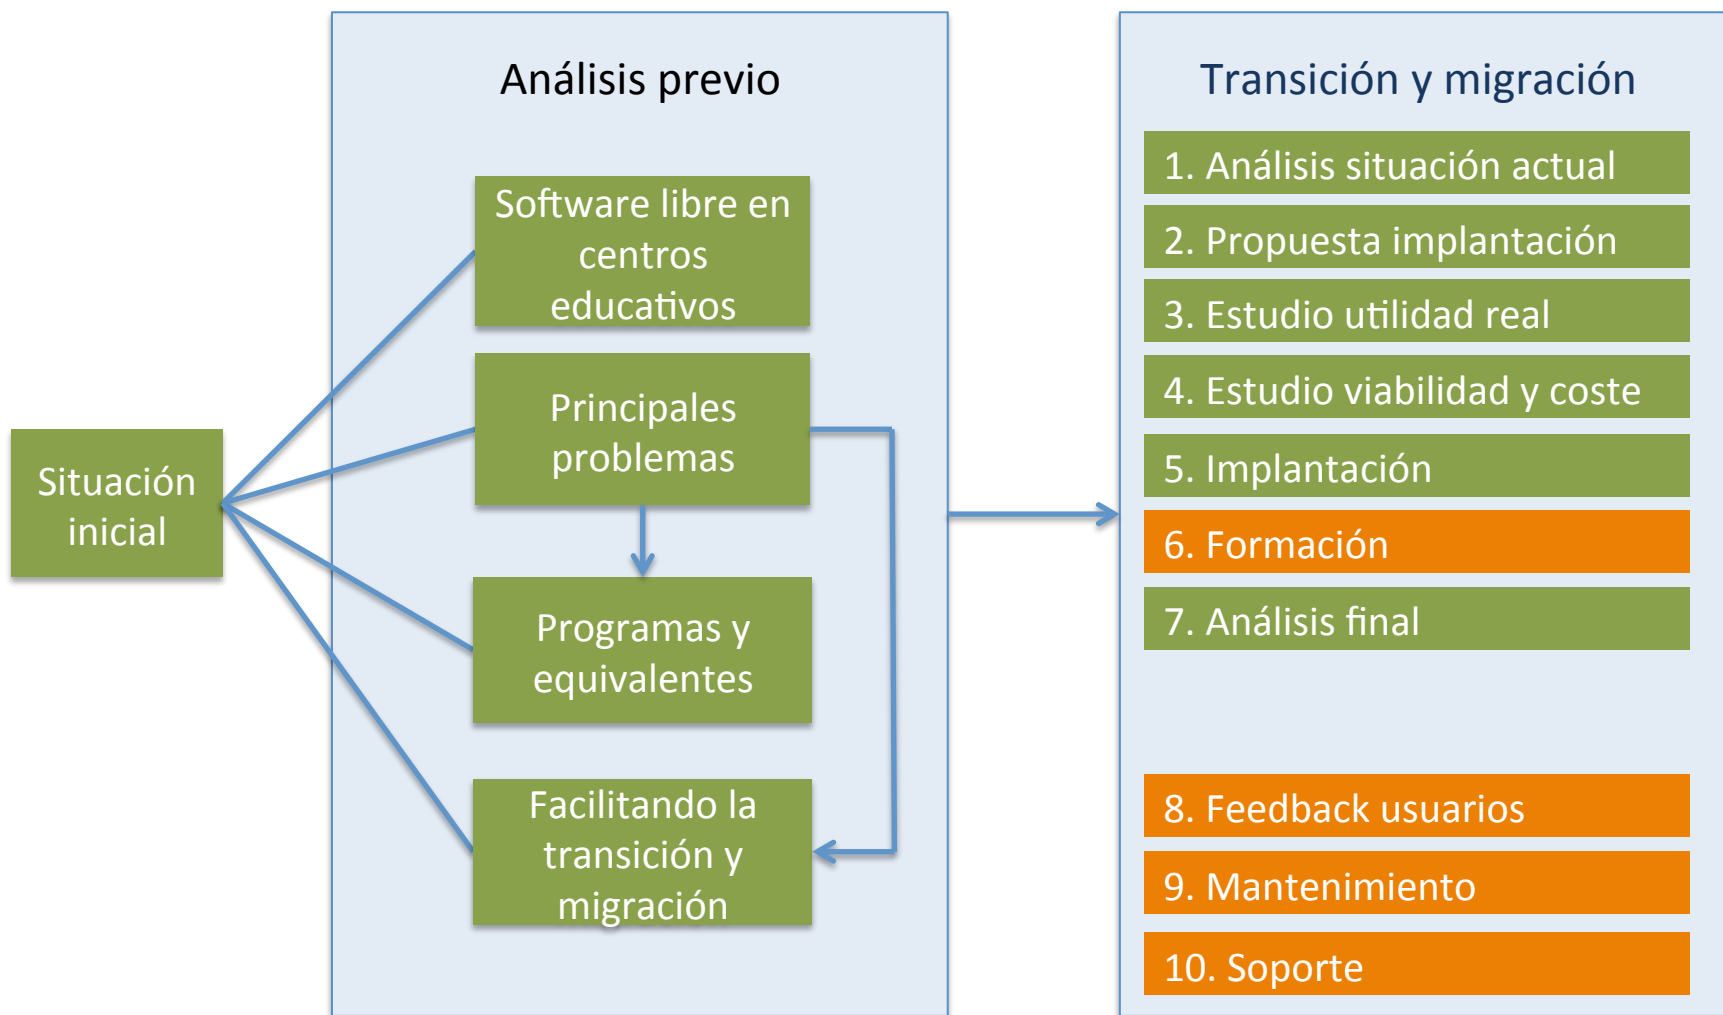 Situación
inicial
Análisis previo
Software libre en
centros
educativos
Principales
problemas
Programas y
equivalentes
Facilitando la
transición y
migración
Transición y migración
1. Análisis situación actual
2. Propuesta implantación
3. Estudio utilidad real
4. Estudio viabilidad y coste
5. Implantación
6. Formación
7. Análisis final
8. Feedback usuarios
9. Mantenimiento
10. Soporte